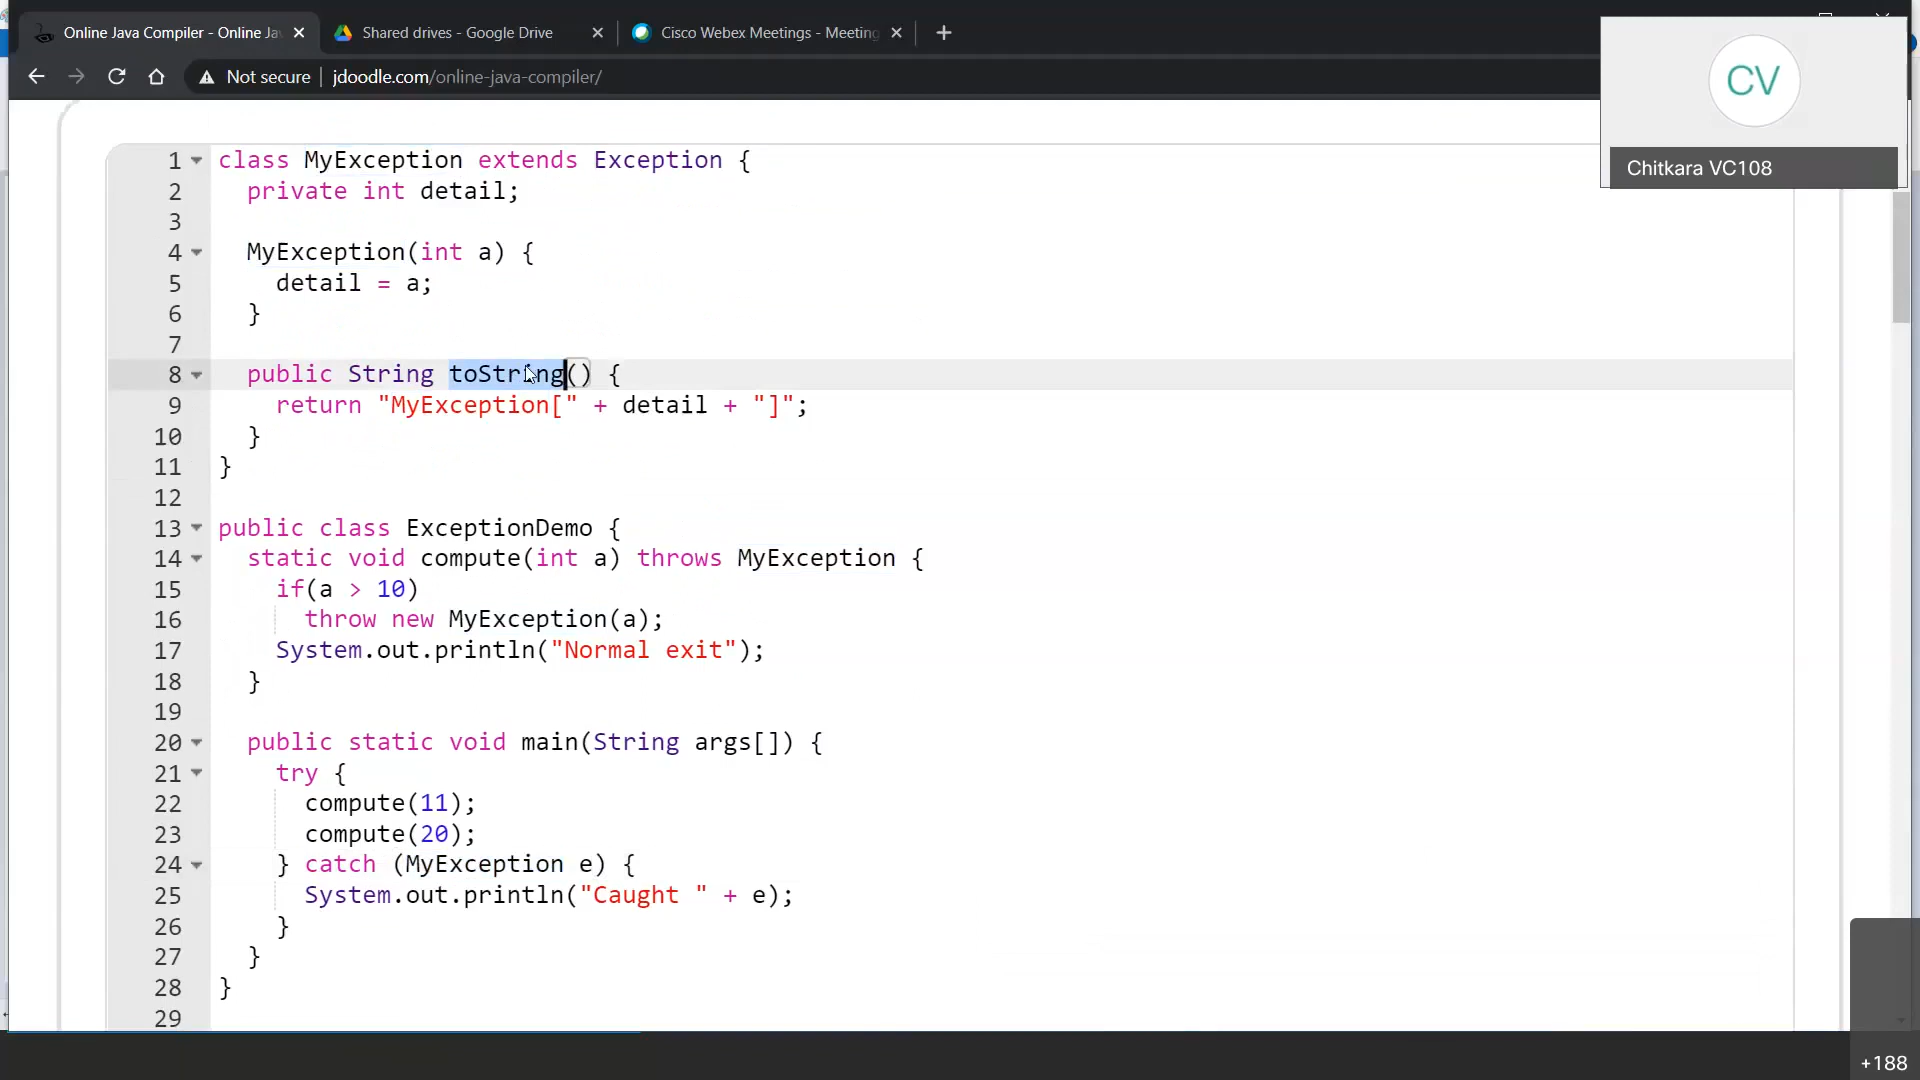 Online Java Compiler - Online Ja
Shared drives - Google Drive
Cisco Webex Meetings - Meeting
Not secure | jdoodle.com/online-java-compiler/
CV
Chitkara VC108
1 class MyException extends Exception {
2 private int detail;
3
4 MyException(int a) {
5 detail = a;
6 }
7
8 public String toString() {
9 return "MyException[" + detail + "]";
10 }
11 }
12
13 public class ExceptionDemo {
14 static void compute(int a) throws MyException {
15 if(a > 10)
16 throw new MyException(a);
17 System.out.println("Normal exit");
18 }
19
20 public static void main(String args[]) {
21 try {
22 compute(11);
23 compute(20);
24 } catch (MyException e) {
25 System.out.println("Caught " + e);
26 }
27 }
28 }
29
+188